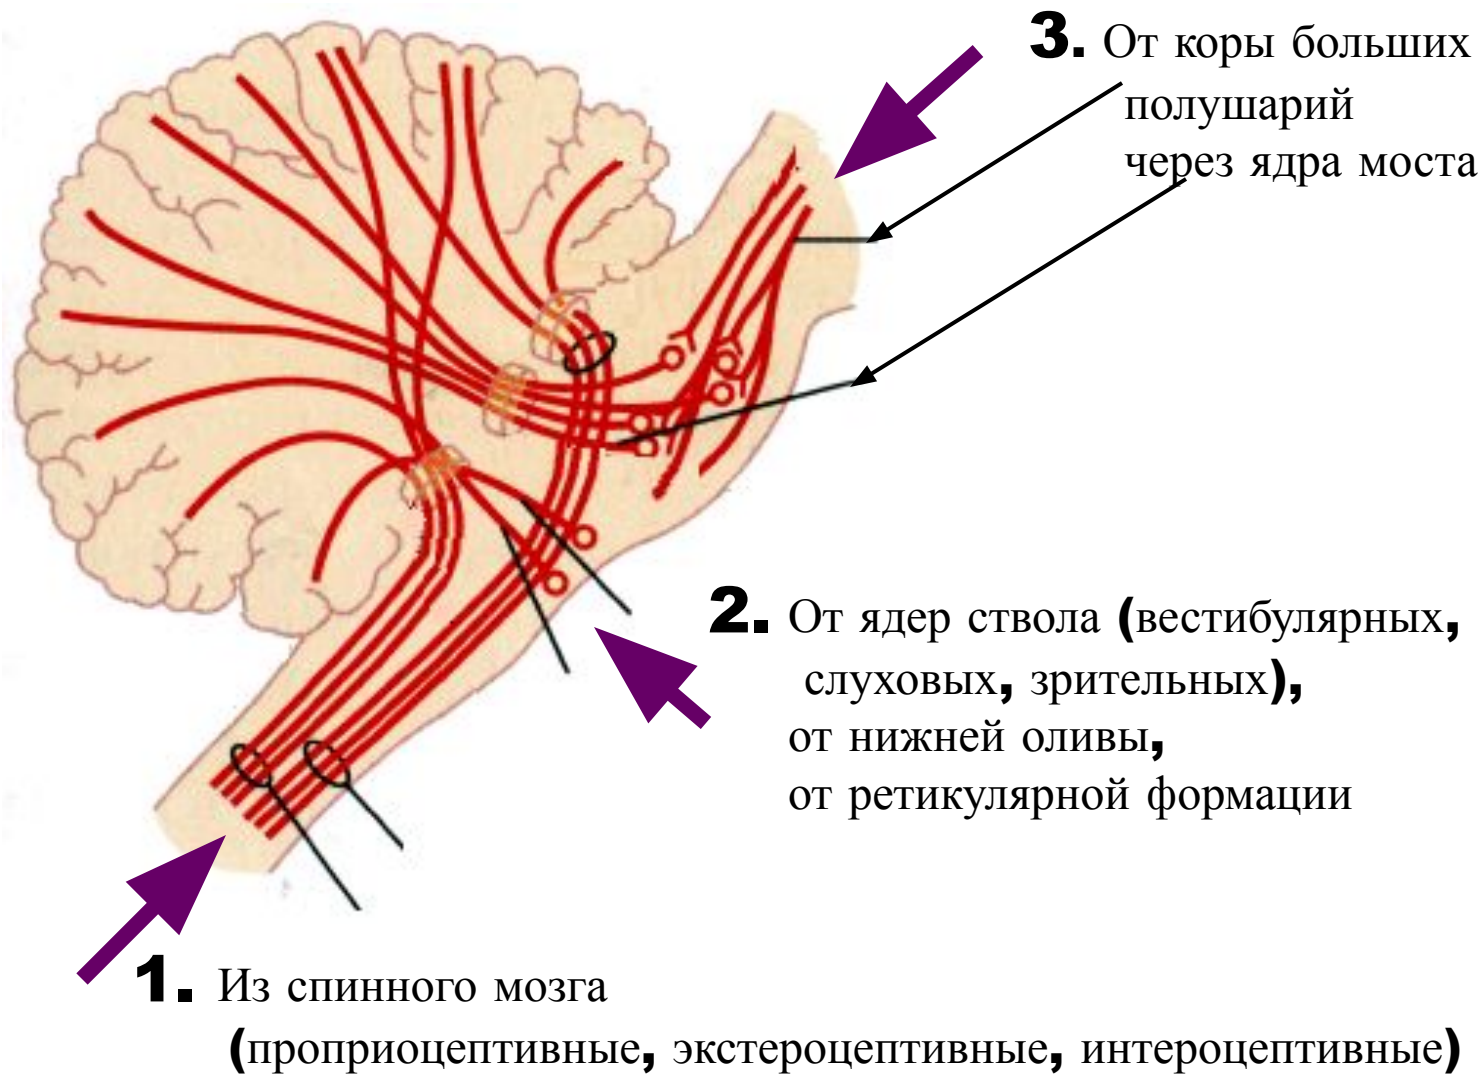 3. От коры больших
полушарий
через ядра моста
2. От ядер ствола (вестибулярных,
слуховых, зрительных),
от нижней оливы,
от ретикулярной формации
1. Из спинного мозга
(проприоцептивные, экстероцептивные, интероцептивные)